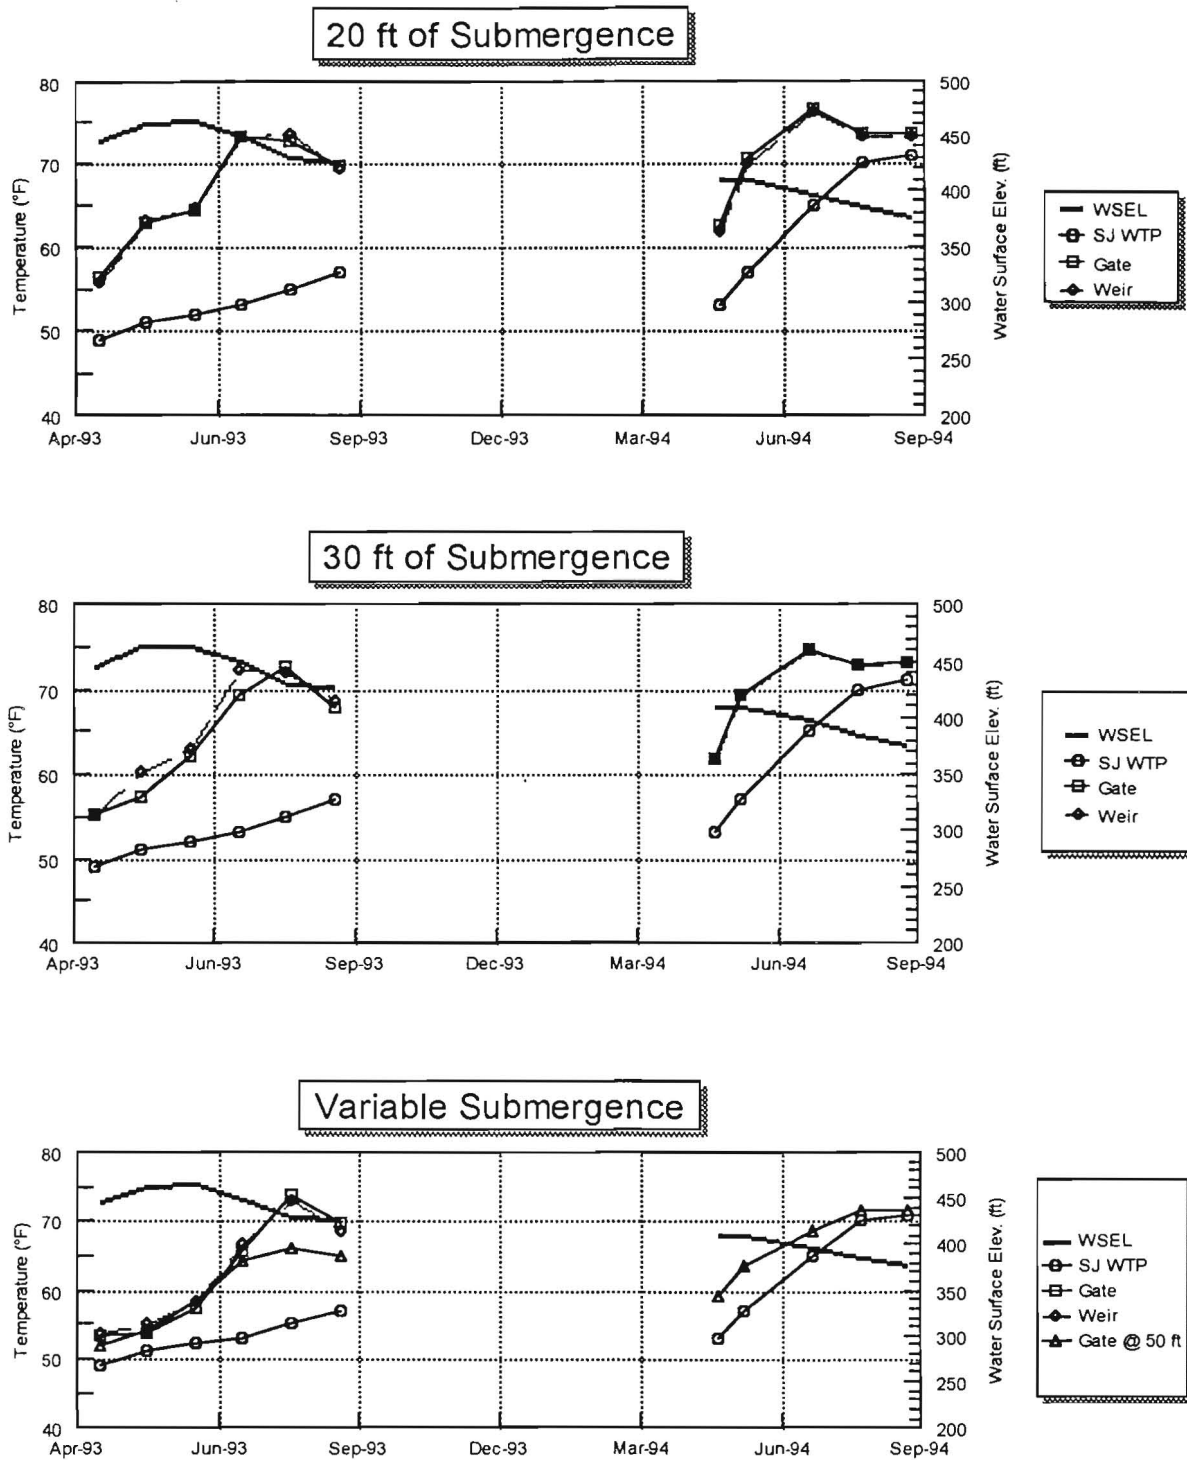 20 ft of Submergence
80
70
60
50
40
Temperature (°F)
500
450
400
350
300
250
200
Water Surface Elev. (ft)
Apr-93 Jun-93 Sep-93 Dec-93 Mar-94 Jun-94 Sep-94
WSEL
SJ WTP
Gate
Weir
30 ft of Submergence
80
70
60
50
40
Temperature (°F)
500
450
400
350
300
250
200
Water Surface Elev. (ft)
Apr-93 Jun-93 Sep-93 Dec-93 Mar-94 Jun-94 Sep-94
WSEL
SJ WTP
Gate
Weir
Variable Submergence
80
70
60
50
40
Temperature (°F)
500
450
400
350
300
250
200
Water Surface Elev. (ft)
Apr-93 Jun-93 Sep-93 Dec-93 Mar-94 Jun-94 Sep-94
WSEL
SJ WTP
Gate
Weir
Gate @ 50 ft